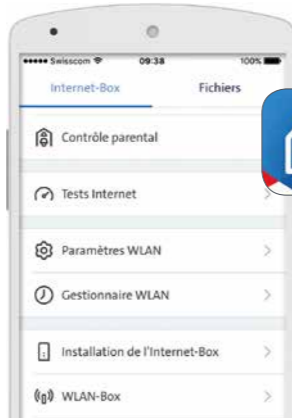 Swisscom 09:38 100%
Internet-Box Fichiers
Contrôle parental
Tests Internet
Paramètres WLAN
Gestionnaire WLAN
Installation de l'Internet-Box
WLAN-Box